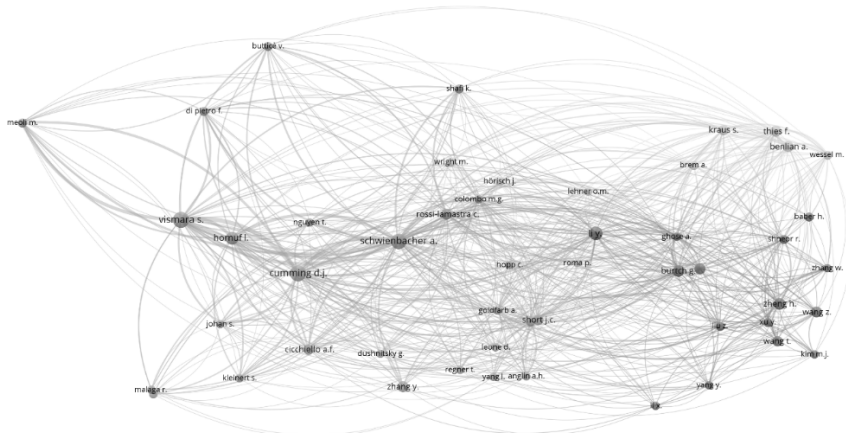 butticè v.
shafi k.
di pietro f.
meoli m.
kraus s.
thies f.
benlian a.
wessel m.
wright m.
brem a.
hörisch j.
lehner o.m.
colombo m.g.
rossi-lamastra c.
vismara s.
nguyen t.
baber h.
hornuf l.
schwienbacher a.
li y.
ghose a.
shneor r.
cumming d.j.
hopp c.
roma p.
burtch g.
zhang w.
zheng h.
goldfarb a.
short j.c.
wang z.
johan s.
xu y.
wang t.
cicchiello a.f.
dushnitsky g.
leone d.
kim m.j.
regner t.
yang l.
anglin a.h.
kleinert s.
malaga r.
zhang y.
yang y.